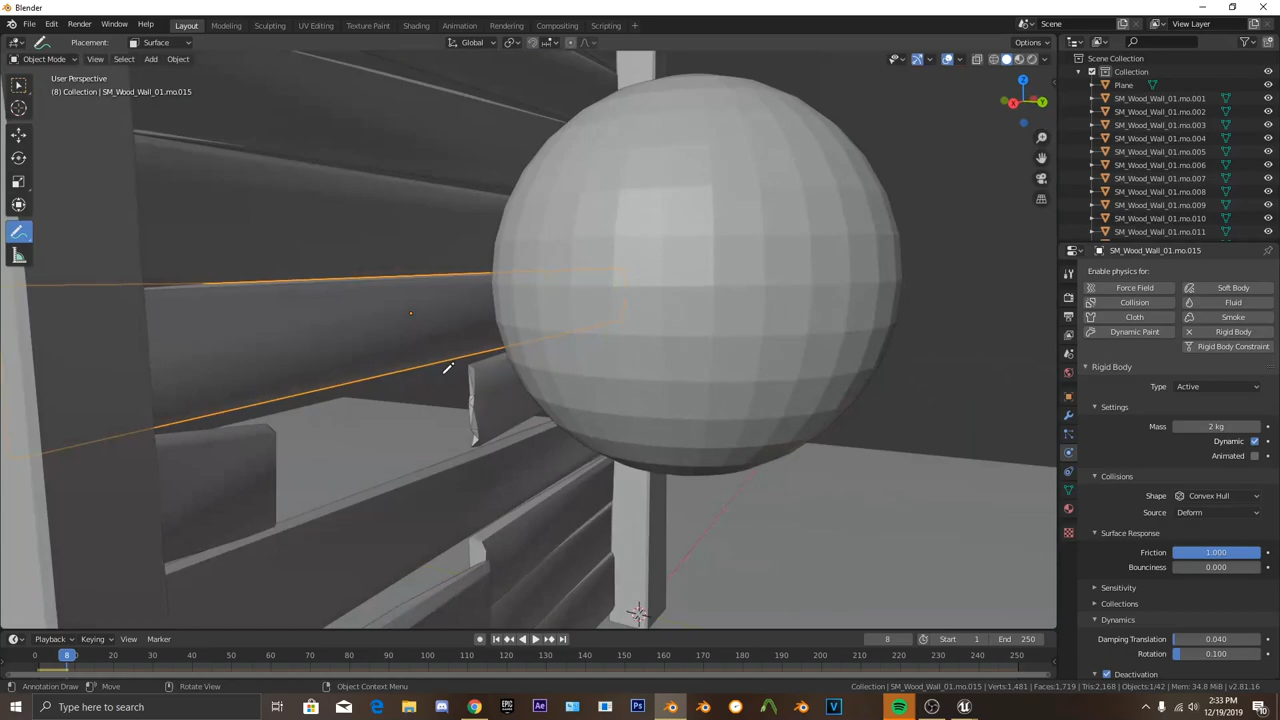 Blender
File Edit Render Window Help Layout Modeling Sculpting UV Editing Texture Paint Shading Animation Rendering Compositing Scripting + Scene View Layer
Placement: Surface Global Options
Object Mode View Select Add Object
User Perspective
(8) Collection | SM_Wood_Wall_01.mo.015
Z
X Y
Scene Collection
Collection
Plane
SM_Wood_Wall_01.mo.001
SM_Wood_Wall_01.mo.002
SM_Wood_Wall_01.mo.003
SM_Wood_Wall_01.mo.004
SM_Wood_Wall_01.mo.005
SM_Wood_Wall_01.mo.006
SM_Wood_Wall_01.mo.007
SM_Wood_Wall_01.mo.008
SM_Wood_Wall_01.mo.009
SM_Wood_Wall_01.mo.010
SM_Wood_Wall_01.mo.011
SM_Wood_Wall_01.mo.015
Enable physics for:
Force Field Soft Body
Collision Fluid
Cloth Smoke
Dynamic Paint Rigid Body
Rigid Body Constraint
Rigid Body
Type Active
Settings
Mass 2 kg
Dynamic
Animated
Collisions
Shape Convex Hull
Source Deform
Surface Response
Friction 1.000
Bounciness 0.000
Sensitivity
Collections
Dynamics
Damping Translation 0.040
Rotation 0.100
Deactivation
Playback Keying View Marker 8 Start 1 End 250
0 8 20 30 40 50 60 70 80 90 100 110 120 130 140 150 160 170 180 190 200 210 220 230 240 250
Annotation Draw Move Rotate View Object Context Menu Collection | SM_Wood_Wall_01.mo.015 | Verts:1,481 | Faces:1,719 | Tris:2,168 | Objects:1/42 | Mem: 34.8 MiB | v2.81.16
Type here to search
2:33 PM
12/19/2019